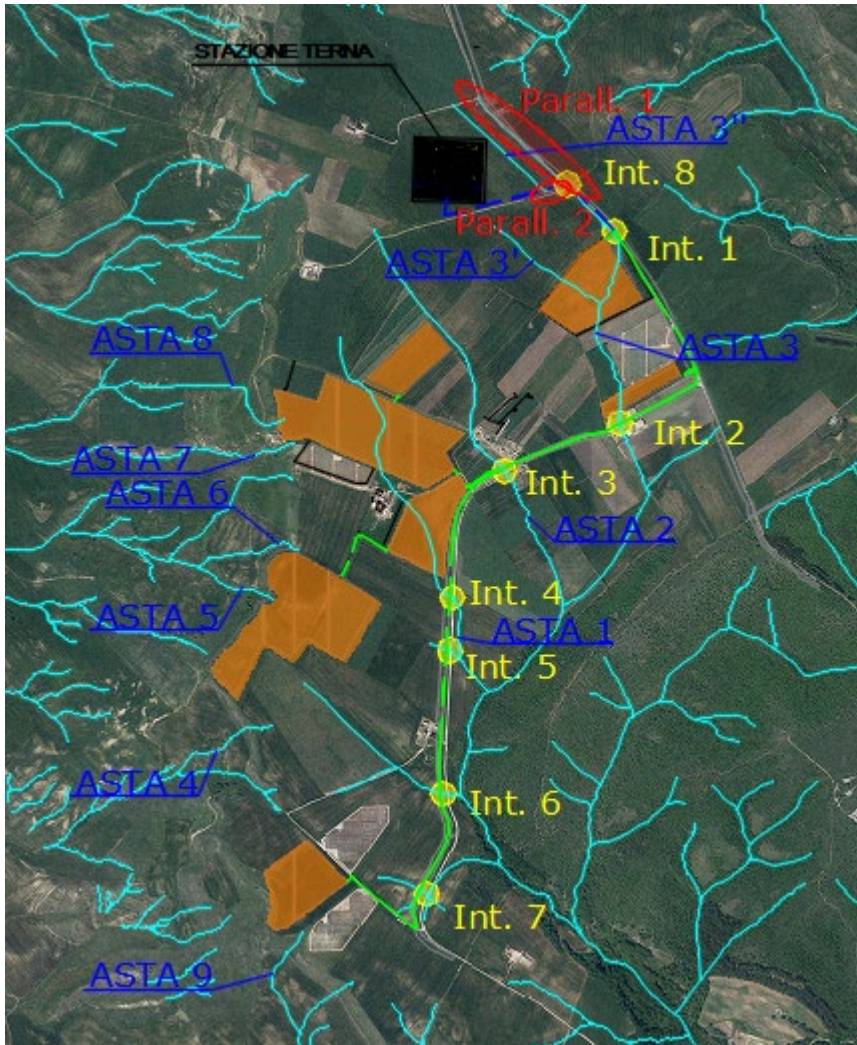 STAZIONE TERNA
Parall. 1
ASTA 3''
Int. 8
Parall. 2
Int. 1
ASTA 3'
ASTA 8
ASTA 3
Int. 2
ASTA 7
Int. 3
ASTA 6
ASTA 2
Int. 4
ASTA 5
ASTA 1
Int. 5
ASTA 4
Int. 6
Int. 7
ASTA 9